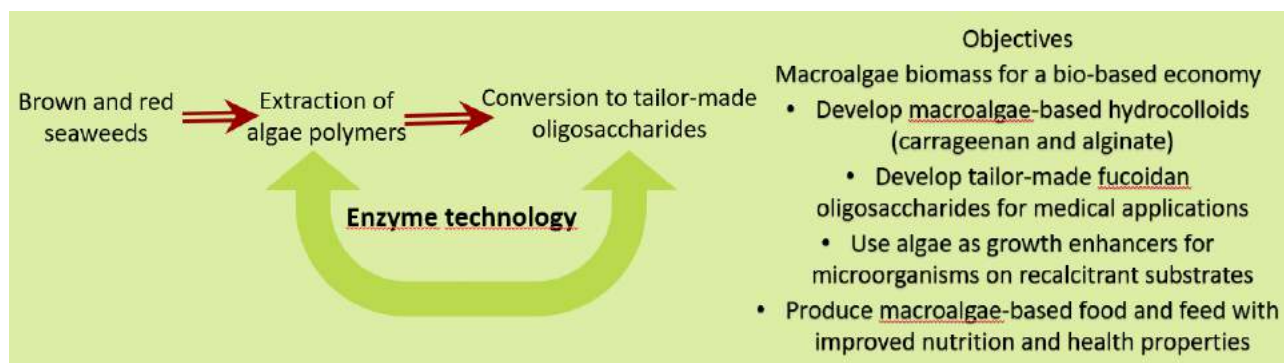 Brown and red
seaweeds
Extraction of
algae polymers
Conversion to tailor-made
oligosaccharides
Enzyme technology
Objectives
Macroalgae biomass for a bio-based economy
• Develop macroalgae-based hydrocolloids
(carrageenan and alginate)
• Develop tailor-made fucoidan
oligosaccharides for medical applications
• Use algae as growth enhancers for
microorganisms on recalcitrant substrates
• Produce macroalgae-based food and feed with
improved nutrition and health properties